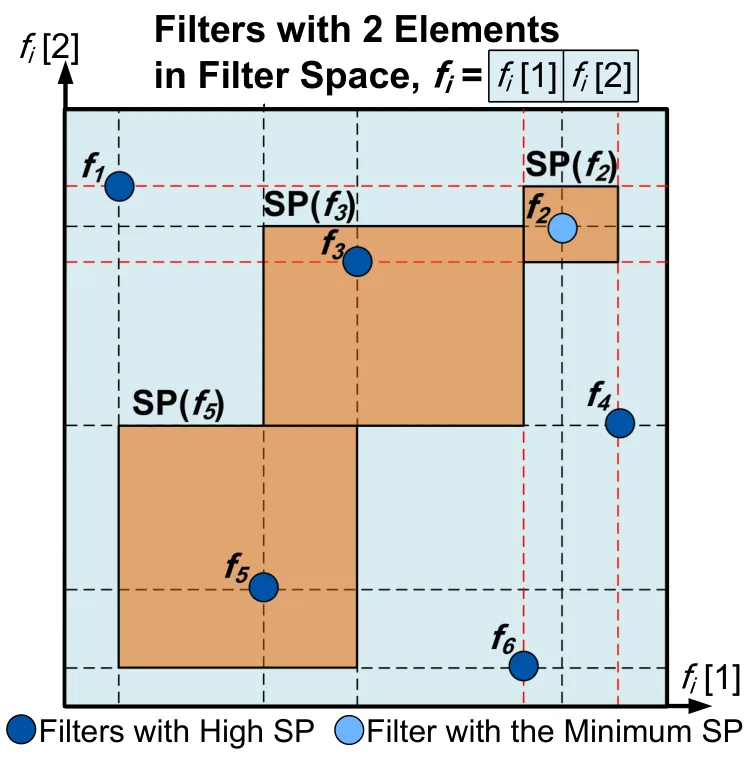 Filters with 2 Elements
fi [2]
in Filter Space, fi = fi [1] fi [2]
f1
SP(f2)
SP(f3)
f2
f3
SP(f5)
f4
f5
f6
fi [1]
Filters with High SP
Filter with the Minimum SP